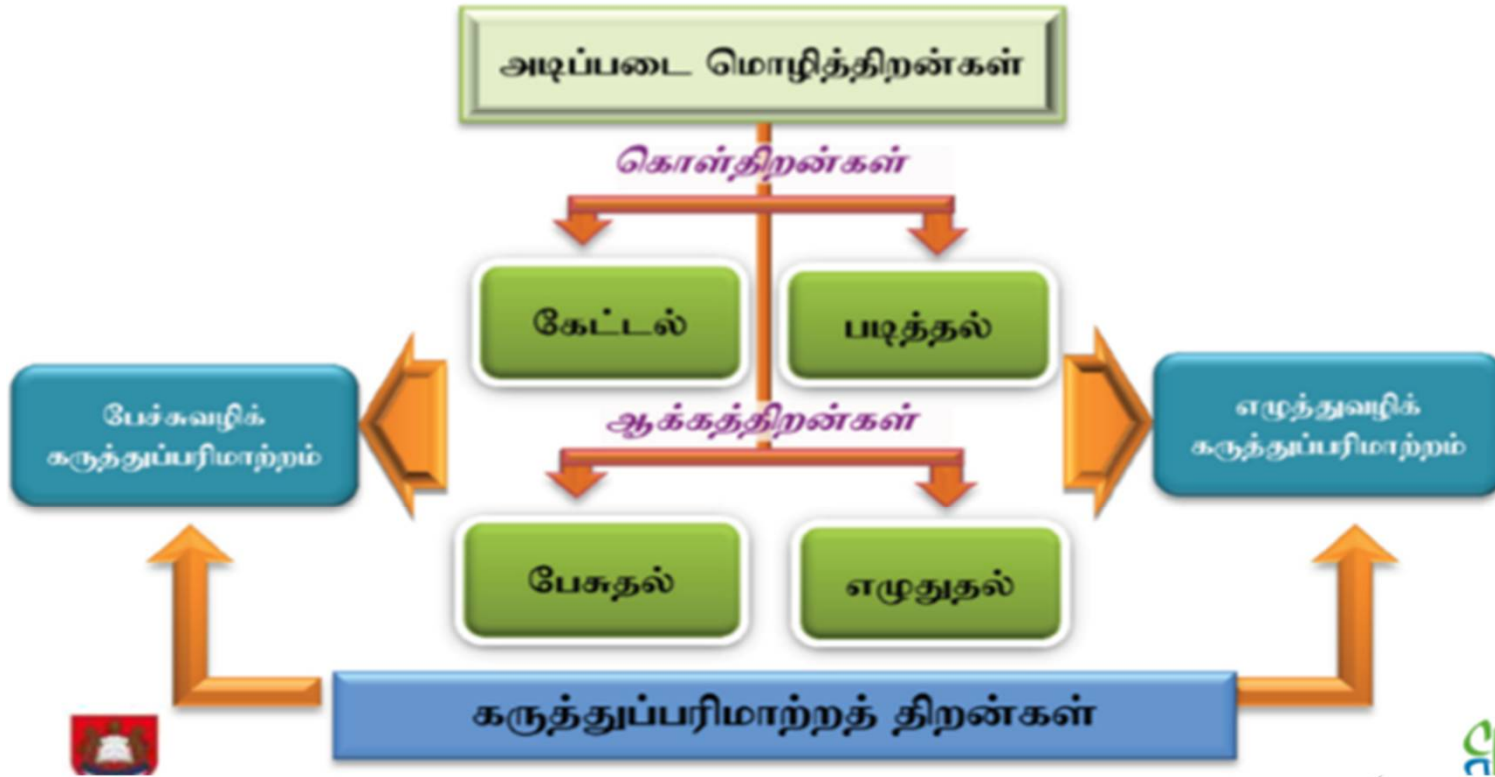 அடிப்படை மொழித்திறன்கள்
கொள்திறன்கள்
கேட்டல்
படித்தல்
பேச்சுவழிக்
கருத்துப்பரிமாற்றம்
எழுத்துவழிக்
கருத்துப்பரிமாற்றம்
ஆக்கத்திறன்கள்
பேசுதல்
எழுதுதல்
கருத்துப்பரிமாற்றத் திறன்கள்